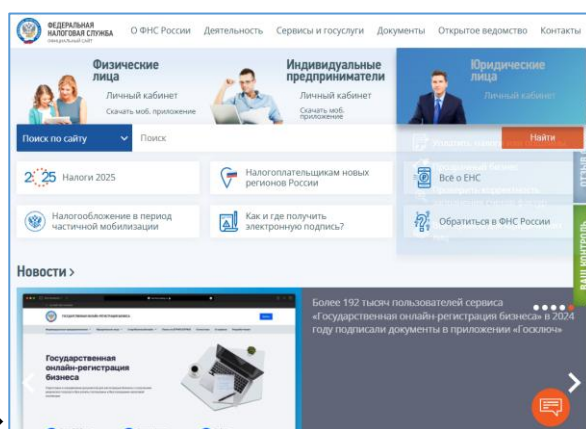 ФЕДЕРАЛЬНАЯ
НАЛОГОВАЯ СЛУЖБА
ОФИЦИАЛЬНЫЙ САЙТ
О ФНС России
Деятельность
Сервисы и госуслуги
Документы
Открытое ведомство
Контакты
Физические
лица
Личный кабинет
Скачать моб. приложение
Индивидуальные
предприниматели
Личный кабинет
Скачать моб.
приложение
Юридические
лица
Личный кабинет
Поиск по сайту
Поиск
Найти
2025 Налоги 2025
Налогоплательщикам новых
регионов России
Всё о ЕНС
Налогообложение в период
частичной мобилизации
Как и где получить
электронную подпись?
Обратиться в ФНС России
ОТЗЫВ
ВАШ КОНТРОЛЬ
Новости >
Государственная
онлайн-регистрация
бизнеса
Более 192 тысяч пользователей сервиса
«Государственная онлайн-регистрация бизнеса» в 2024
году подписали документы в приложении «Госключ»